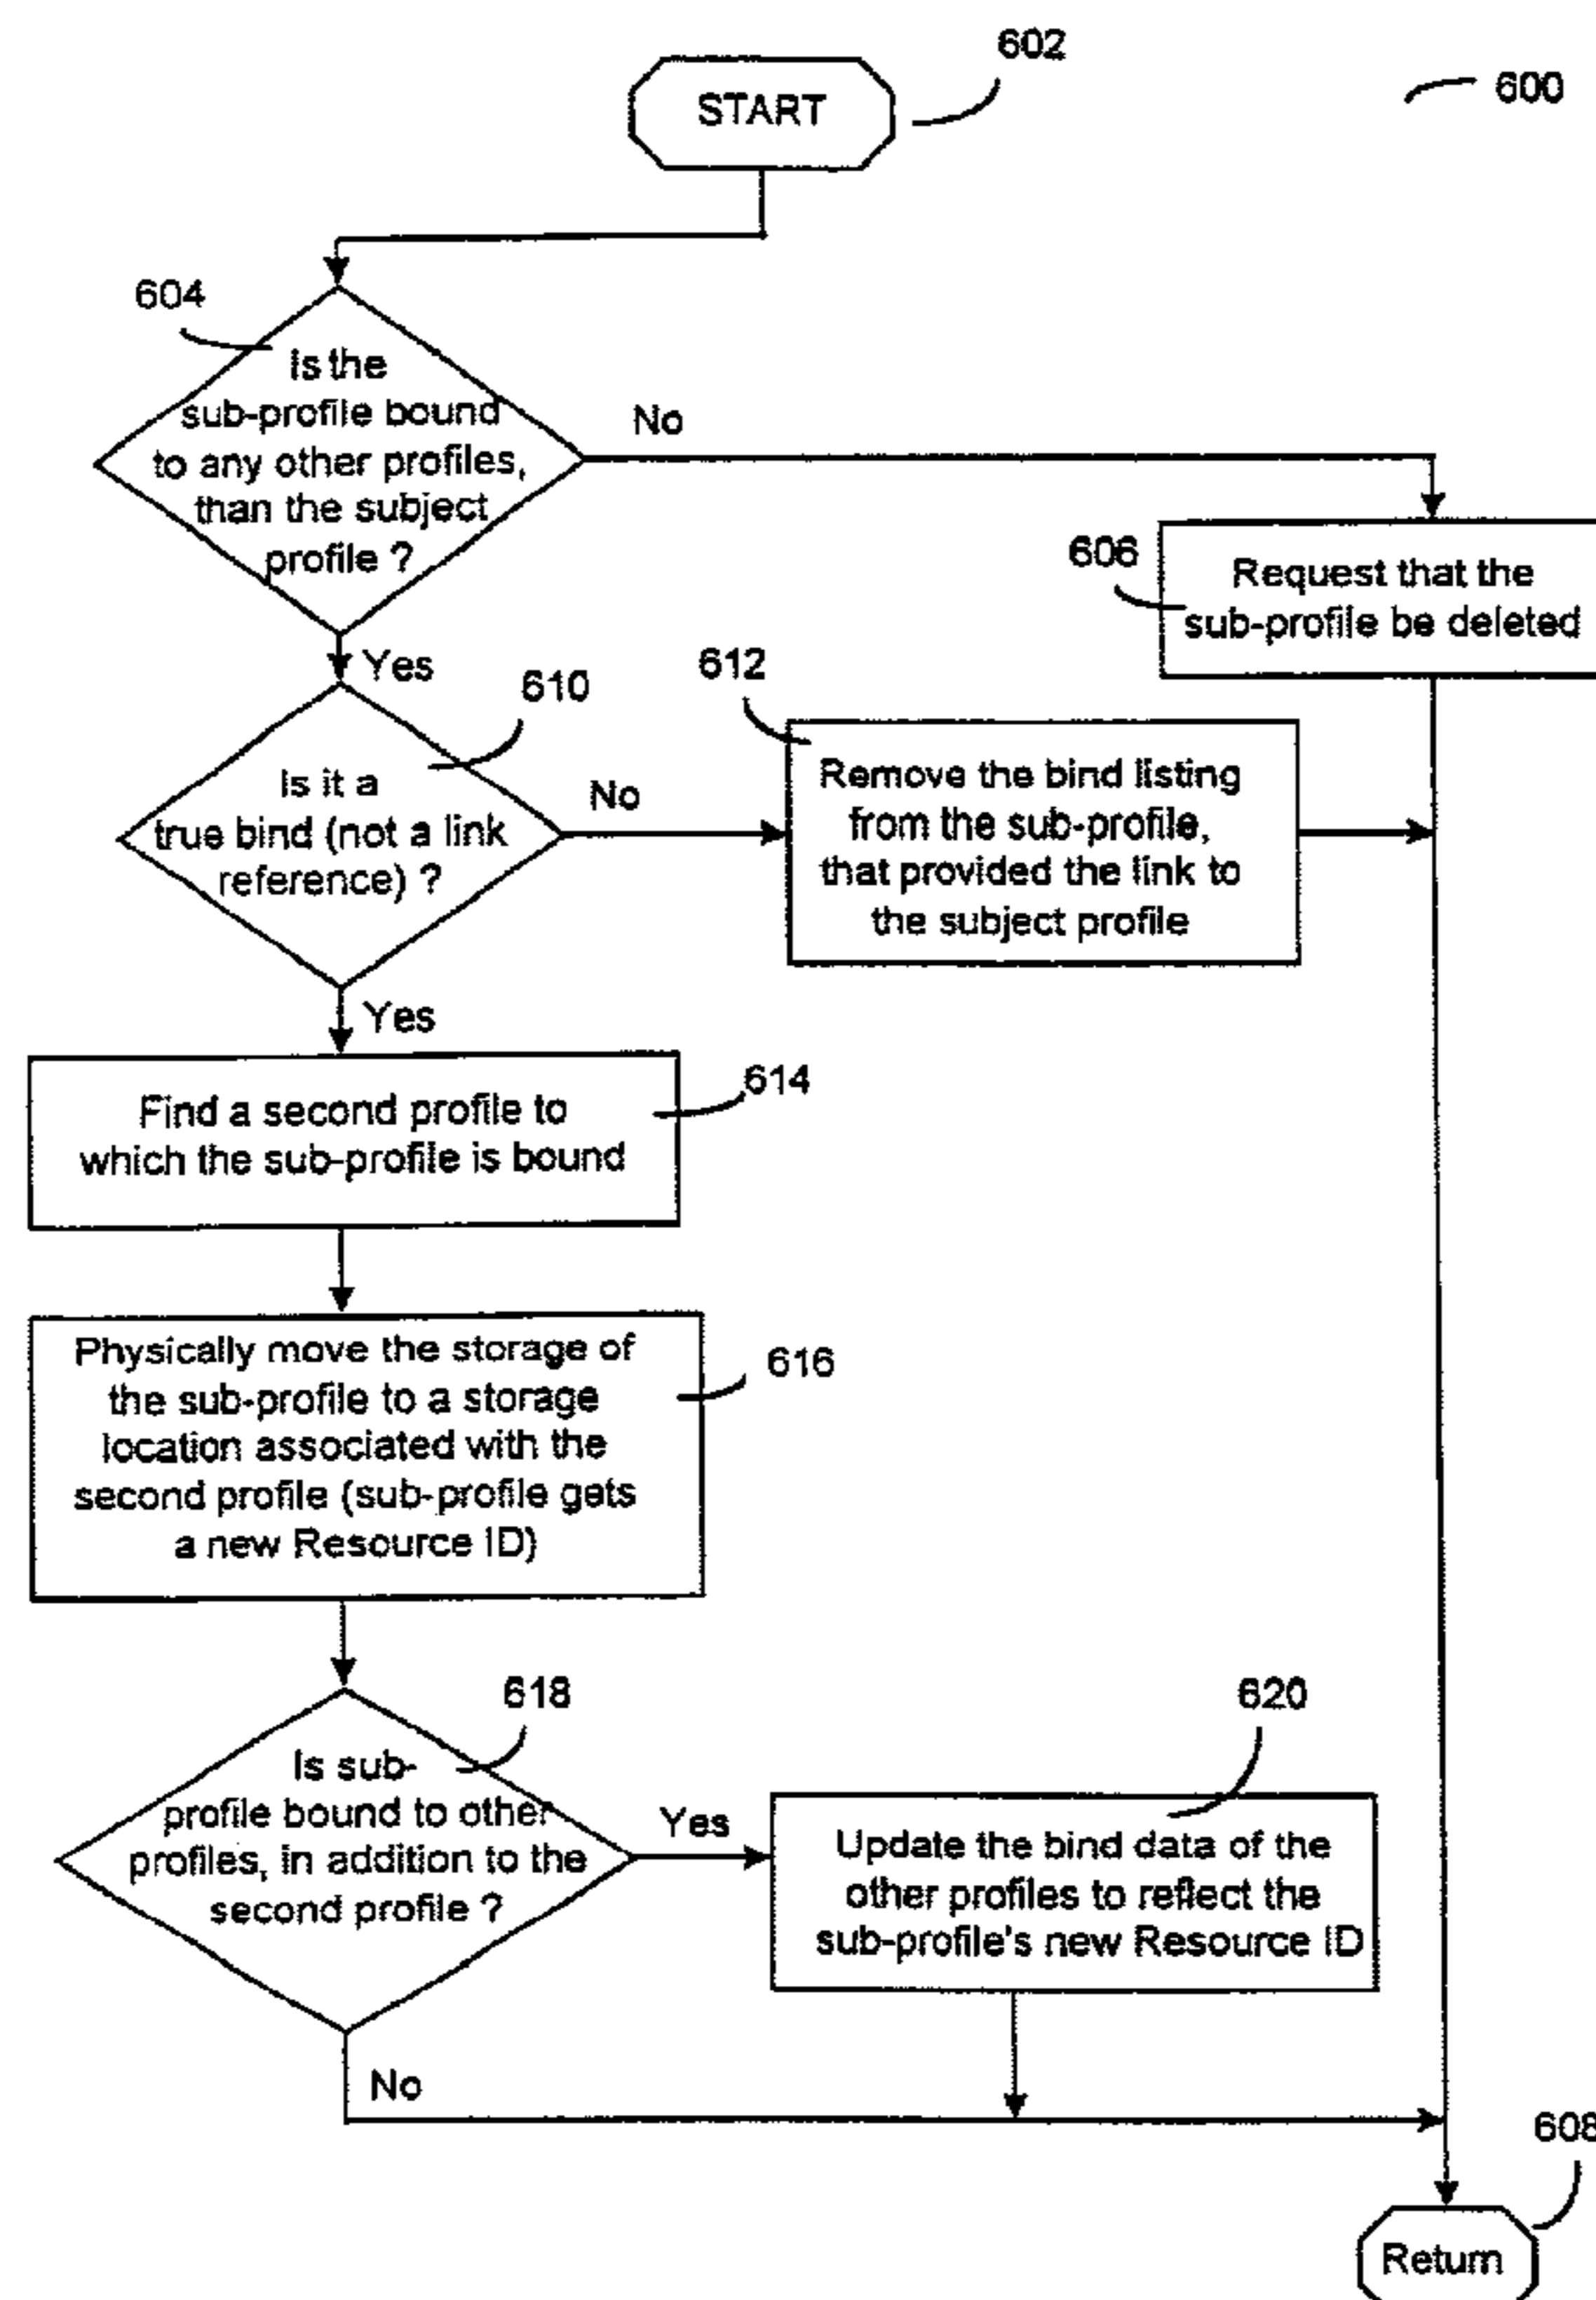 602
600
START
604
Is the
sub-profile bound
to any other profiles,
than the subject
profile ?
No
606
Request that the
sub-profile be deleted
Yes
610
612
Is it a
true bind (not a link
reference) ?
No
Remove the bind listing
from the sub-profile,
that provided the link to
the subject profile
Yes
614
Find a second profile to
which the sub-profile is bound
616
Physically move the storage of
the sub-profile to a storage
location associated with the
second profile (sub-profile gets
a new Resource ID)
618
620
Is sub-
profile bound to other
profiles, in addition to the
second profile ?
Yes
Update the bind data of the
other profiles to reflect the
sub-profile's new Resource ID
No
608
Return